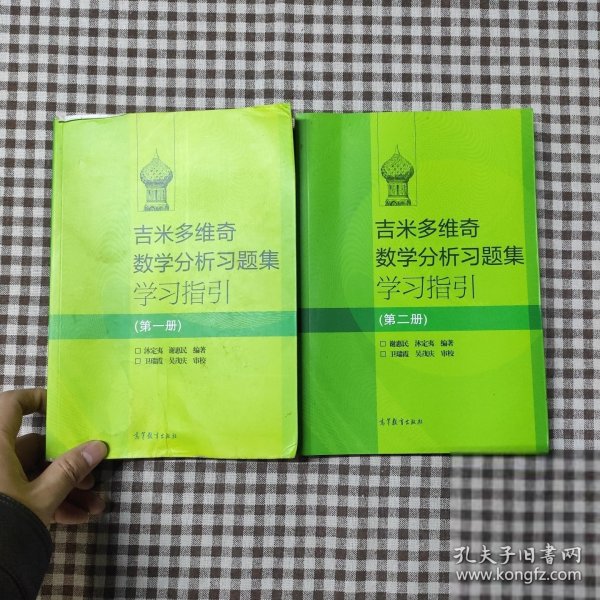 吉米多维奇
数学分析习题集
学习指引
(第一册)
□ 沐定夷 谢惠民 编著
□ 卫瑞霞 吴茂庆 审校
高等教育出版社
吉米多维奇
数学分析习题集
学习指引
(第二册)
□ 谢惠民 沐定夷 编著
□ 卫瑞霞 吴茂庆 审校
高等教育出版社
孔夫子旧书网
www.kongfz.com